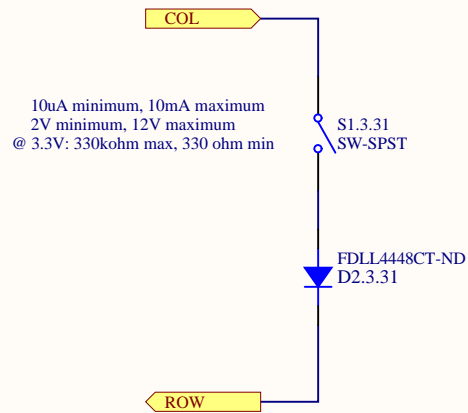 COL
10uA minimum, 10mA maximum
2V minimum, 12V maximum
@ 3.3V: 330kohm max, 330 ohm min
S1.3.31
SW-SPST
FDLL4448CT-ND
D2.3.31
ROW